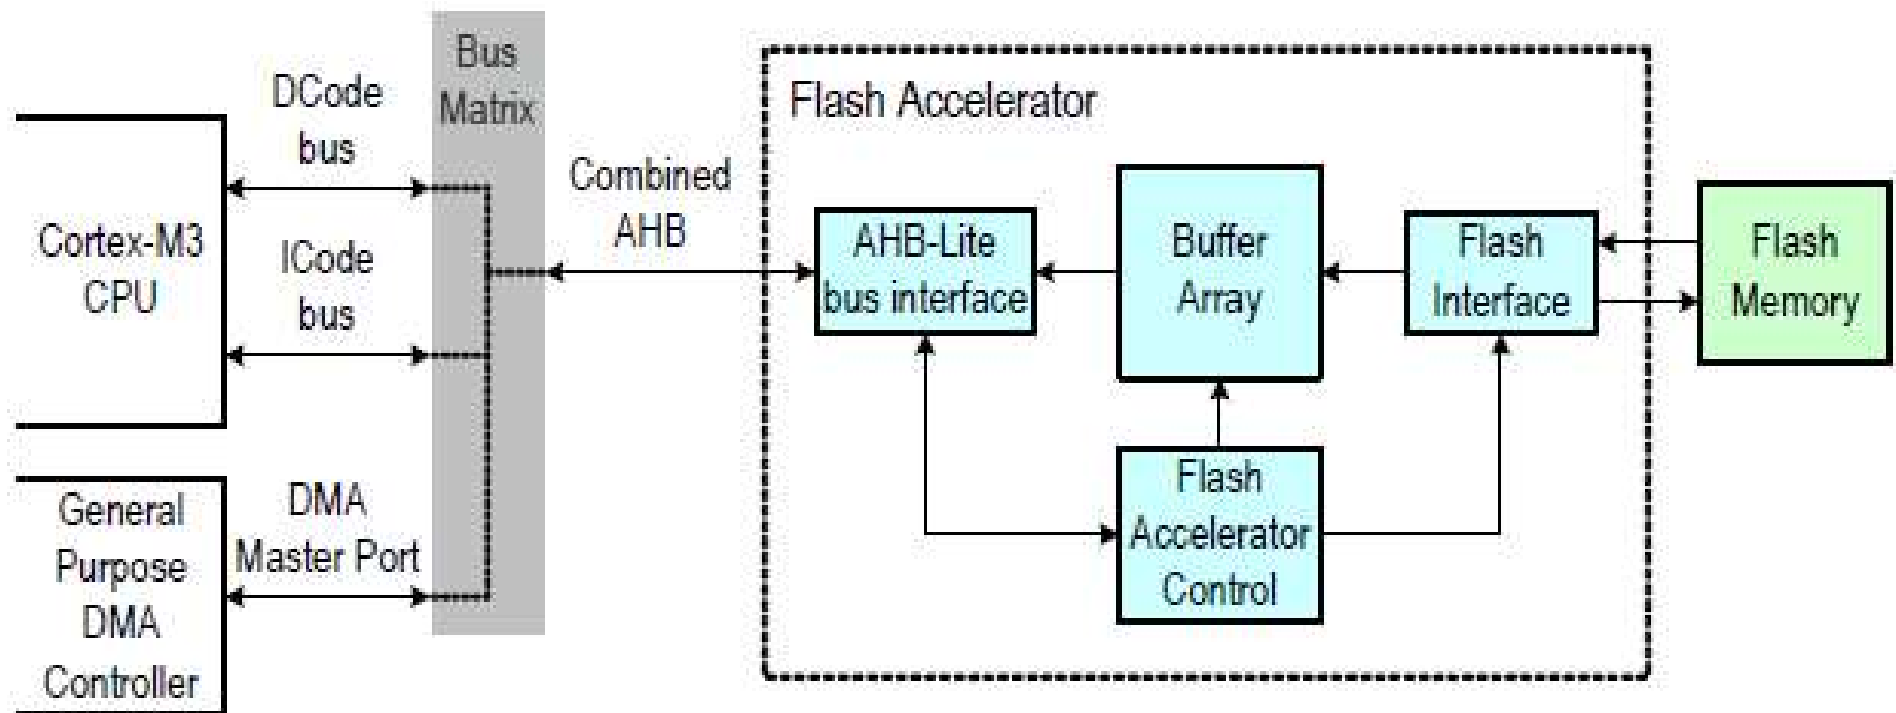 Bus
Matrix
DCode
bus
Flash Accelerator
Combined
AHB
Cortex-M3
CPU
ICode
bus
AHB-Lite
bus interface
Buffer
Array
Flash
Interface
Flash
Memory
General
Purpose
DMA
Controller
DMA
Master Port
Flash
Accelerator
Control